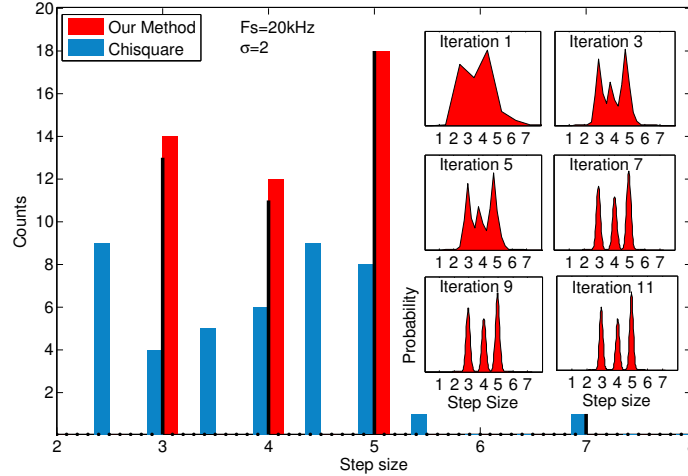 Our Method
Chisquare
Fs=20kHz
σ=2
20
18
16
14
12
10
8
6
4
2
Counts
2 3 4 5 6 7
Step size
Iteration 1
1 2 3 4 5 6 7
Iteration 3
1 2 3 4 5 6 7
Iteration 5
1 2 3 4 5 6 7
Iteration 7
1 2 3 4 5 6 7
Probability
Iteration 9
1 2 3 4 5 6 7
Step Size
Iteration 11
1 2 3 4 5 6 7
Step Size